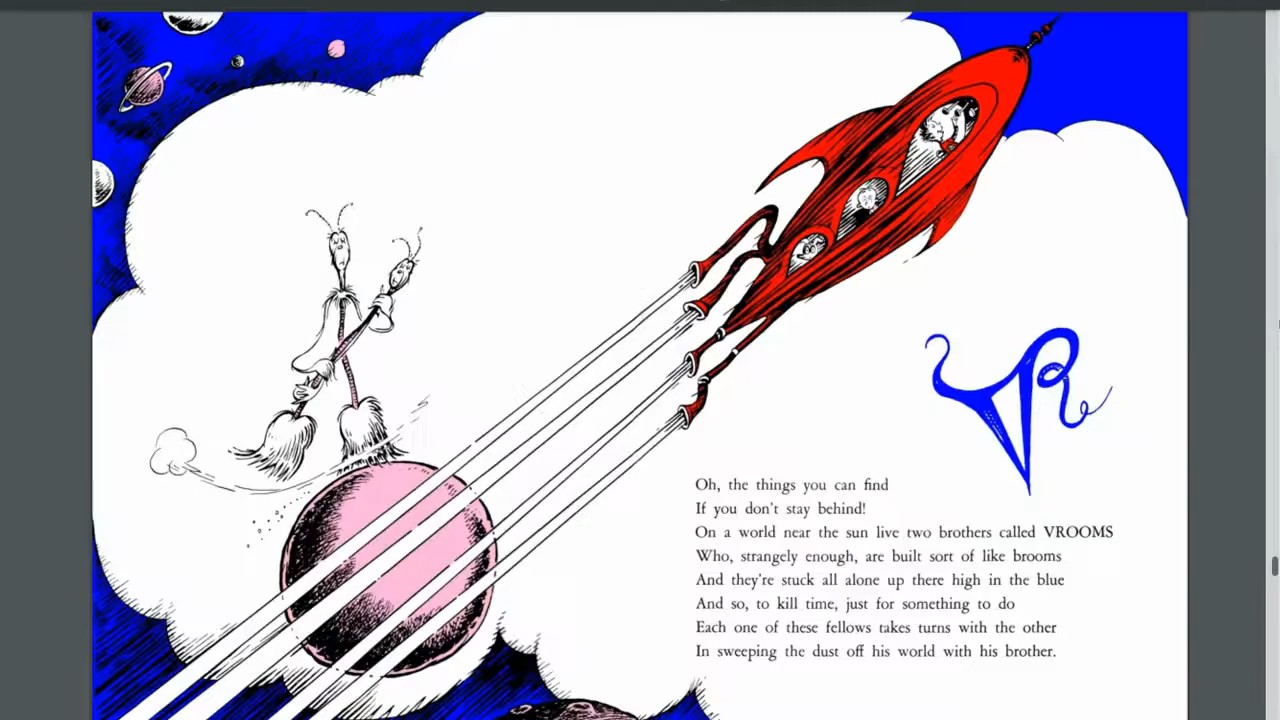 Oh, the things you can find
If you don't stay behind!
On a world near the sun live two brothers called VROOMS
Who, strangely enough, are built sort of like brooms
And they're stuck all alone up there high in the blue
And so, to kill time, just for something to do
Each one of these fellows takes turns with the other
In sweeping the dust off his world with his brother.